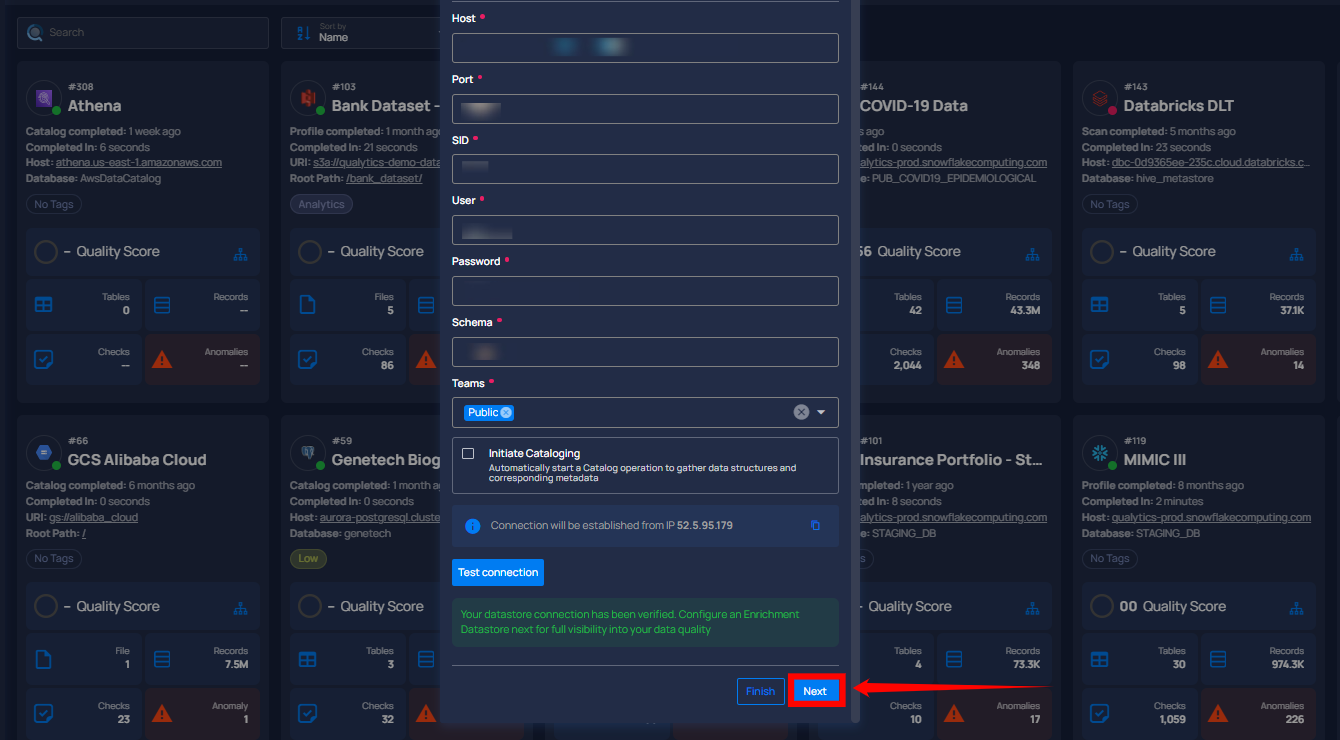 Search
Sort by
Name
#308
Athena
Catalog completed: 1 week ago
Completed In: 6 seconds
Host: athena.us-east-1.amazonaws.com
Database: AwsDataCatalog
No Tags
– Quality Score
Tables
0
Records
--
Checks
--
Anomalies
--
#103
Bank Dataset -
Profile completed: 1 month ago
Completed In: 21 seconds
URI: s3a://qualytics-demo-data
Root Path: /bank_dataset/
Analytics
– Quality Score
Files
5
Checks
86
Host *
Port *
SID *
User *
Password *
Schema *
Teams *
Public
Initiate Cataloging
Automatically start a Catalog operation to gather data structures and
corresponding metadata
Connection will be established from IP 52.5.95.179
Test connection
Your datastore connection has been verified. Configure an Enrichment
Datastore next for full visibility into your data quality
Finish
Next
#144
COVID-19 Data
s ago
In: 0 seconds
alytics-prod.snowflakecomputing.com
e: PUB_COVID19_EPIDEMIOLOGICAL
56 Quality Score
Tables
42
Records
43.3M
Checks
2,044
Anomalies
348
#143
Databricks DLT
Scan completed: 5 months ago
Completed In: 23 seconds
Host: dbc-0d9365ee-235c.cloud.databricks.c...
Database: hive_metastore
No Tags
– Quality Score
Tables
5
Records
37.1K
Checks
98
Anomalies
14
#66
GCS Alibaba Cloud
Catalog completed: 6 months ago
Completed In: 0 seconds
URI: gs://alibaba_cloud
Root Path: /
No Tags
– Quality Score
File
1
Records
7.5M
Checks
23
Anomaly
1
#59
Genetech Biog
Catalog completed: 1 month ago
Completed In: 0 seconds
Host: aurora-postgresql.cluste
Database: genetech
Low
– Quality Score
Tables
3
Checks
32
#101
Insurance Portfolio - St...
completed: 1 year ago
In: 8 seconds
alytics-prod.snowflakecomputing.com
e: STAGING_DB
s
- Quality Score
Tables
4
Records
73.3K
Checks
10
Anomalies
17
#119
MIMIC III
Profile completed: 8 months ago
Completed In: 2 minutes
Host: qualytics-prod.snowflakecomputing.com
Database: STAGING_DB
No Tags
00 Quality Score
Tables
30
Records
974.3K
Checks
1,059
Anomalies
226